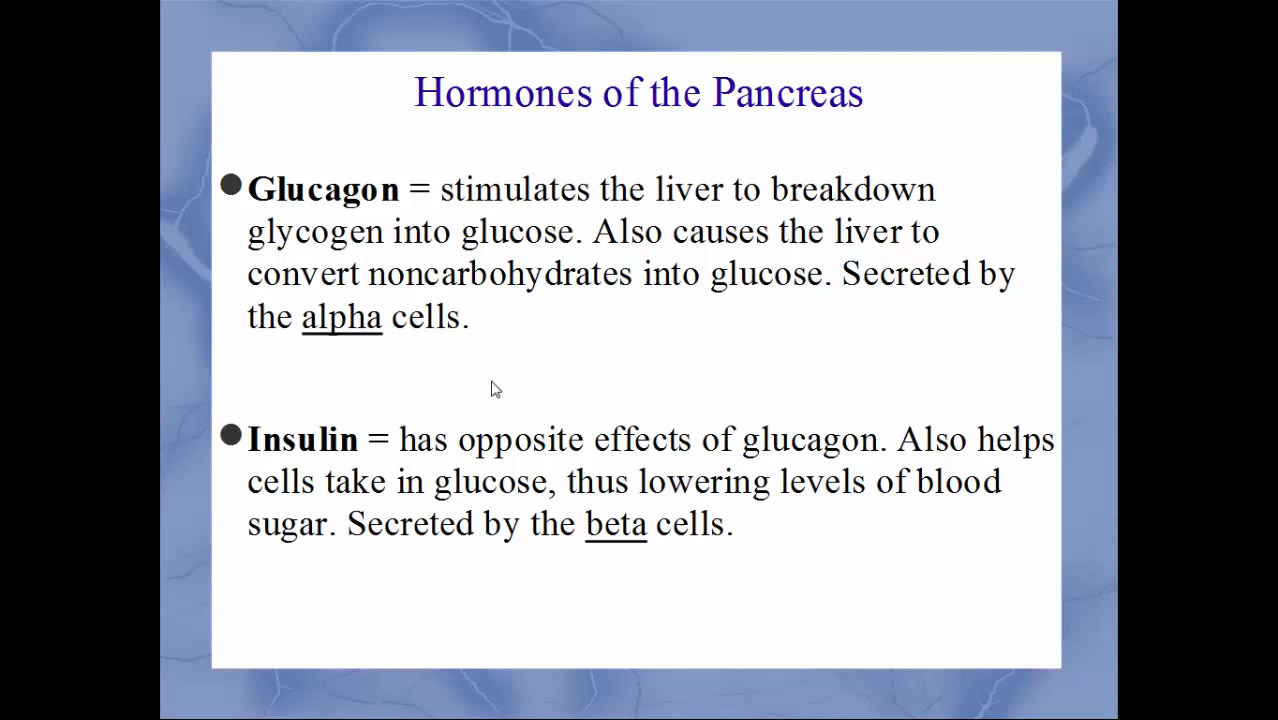 Hormones of the Pancreas
Glucagon = stimulates the liver to breakdown
glycogen into glucose. Also causes the liver to
convert noncarbohydrates into glucose. Secreted by
the alpha cells.
Insulin = has opposite effects of glucagon. Also helps
cells take in glucose, thus lowering levels of blood
sugar. Secreted by the beta cells.